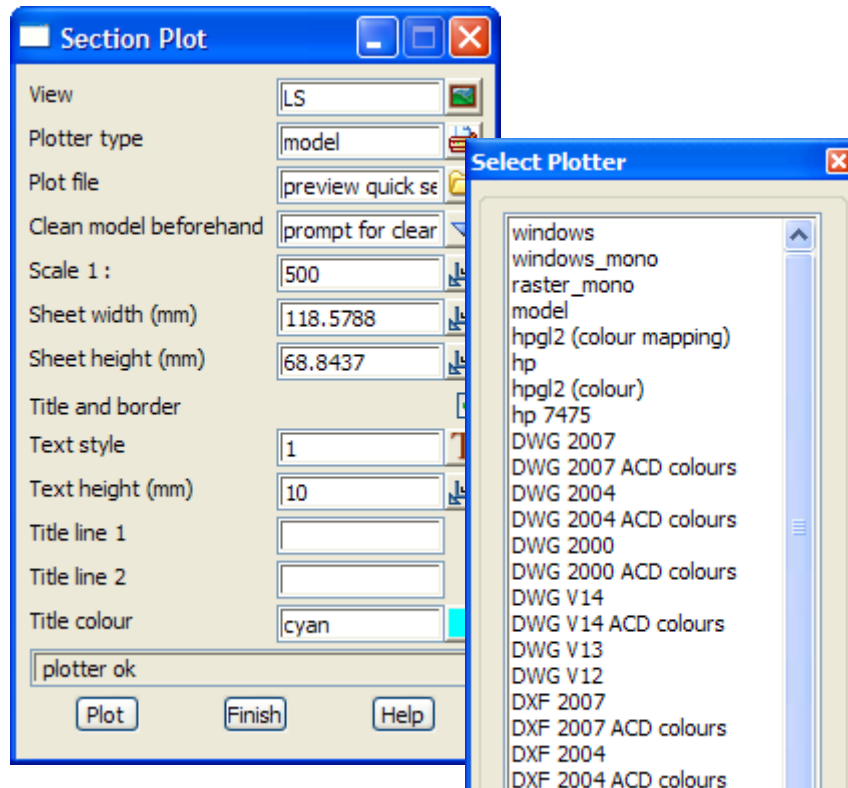 Section Plot
View
LS
Plotter type
model
Plot file
preview quick se
Clean model beforehand
prompt for clear
Scale 1 :
500
Sheet width (mm)
118.5788
Sheet height (mm)
68.8437
Title and border
Text style
1
T
Text height (mm)
10
Title line 1
Title line 2
Title colour
cyan
plotter ok
Plot
Finish
Help
Select Plotter
windows
windows_mono
raster_mono
model
hpgl2 (colour mapping)
hp
hpgl2 (colour)
hp 7475
DWG 2007
DWG 2007 ACD colours
DWG 2004
DWG 2004 ACD colours
DWG 2000
DWG 2000 ACD colours
DWG V14
DWG V14 ACD colours
DWG V13
DWG V12
DXF 2007
DXF 2007 ACD colours
DXF 2004
DXF 2004 ACD colours